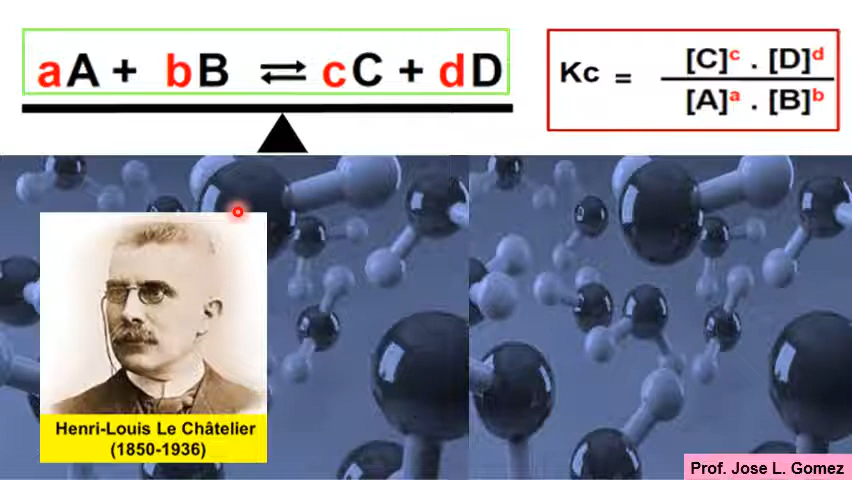 aA + bB ⇌ cC + dD
Kc = [C]ᶜ . [D]ᵈ
[A]ᵃ . [B]ᵇ
Henri-Louis Le Châtelier
(1850-1936)
Prof. Jose L. Gomez